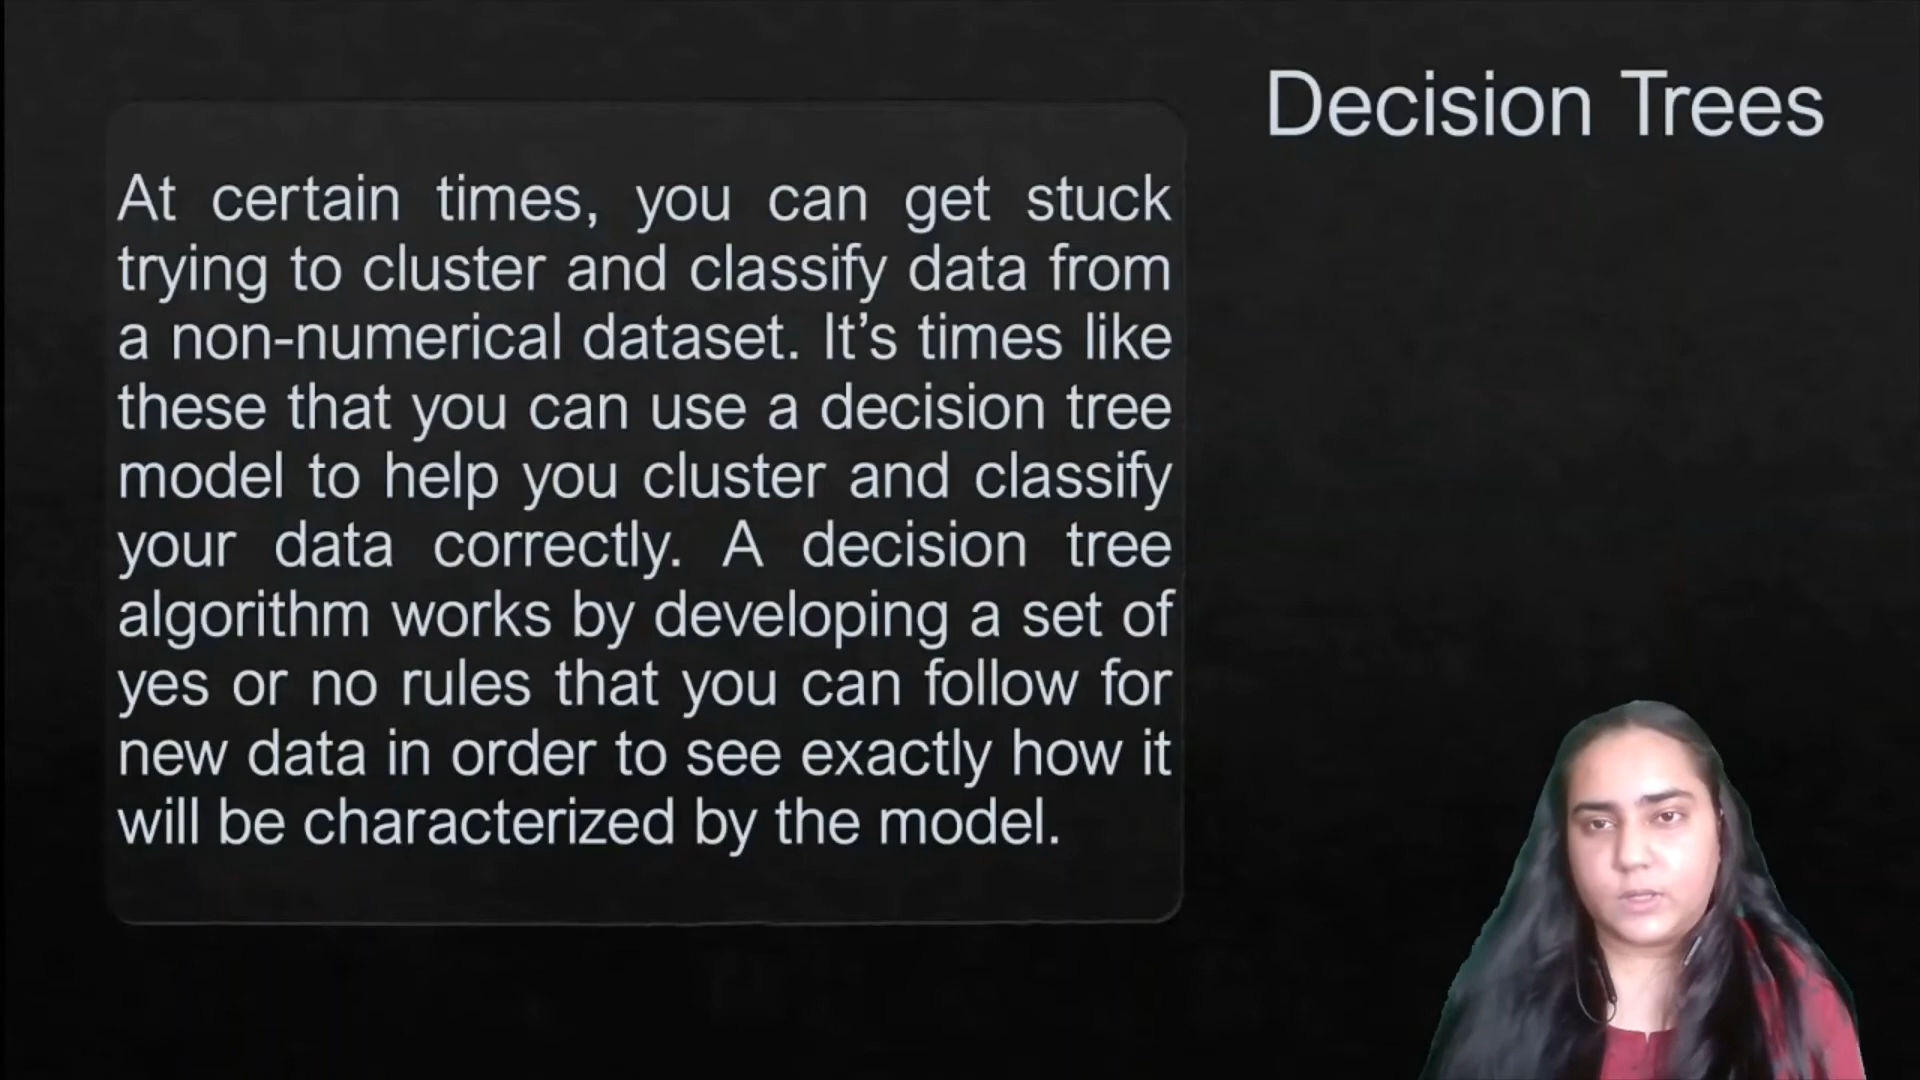 Decision Trees
At certain times, you can get stuck
trying to cluster and classify data from
a non-numerical dataset. It’s times like
these that you can use a decision tree
model to help you cluster and classify
your data correctly. A decision tree
algorithm works by developing a set of
yes or no rules that you can follow for
new data in order to see exactly how it
will be characterized by the model.